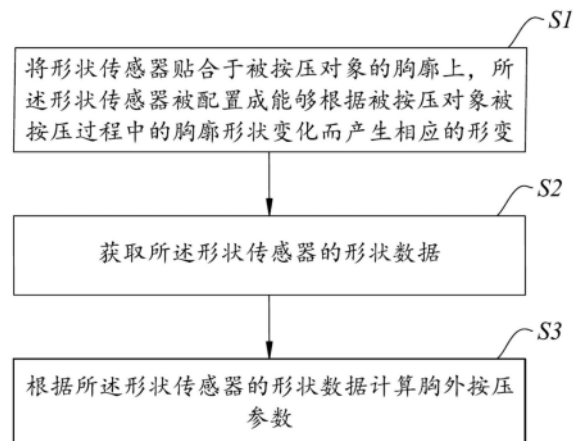 S1
将形状传感器贴合于被按压对象的胸廓上，所
述形状传感器被配置成能够根据被按压对象被
按压过程中的胸廓形状变化而产生相应的形变
S2
获取所述形状传感器的形状数据
S3
根据所述形状传感器的形状数据计算胸外按压
参数